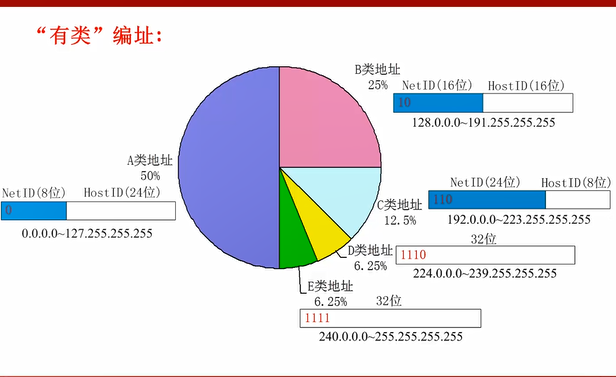 “有类”编址:
B类地址
25%
NetID(16位) HostID(16位)
10
128.0.0.0~191.255.255.255
A类地址
50%
NetID(8位) HostID(24位)
0
0.0.0.0~127.255.255.255
C类地址
12.5%
NetID(24位) HostID(8位)
110
192.0.0.0~223.255.255.255
D类地址
6.25%
32位
1110
224.0.0.0~239.255.255.255
E类地址
6.25%
32位
1111
240.0.0.0~255.255.255.255